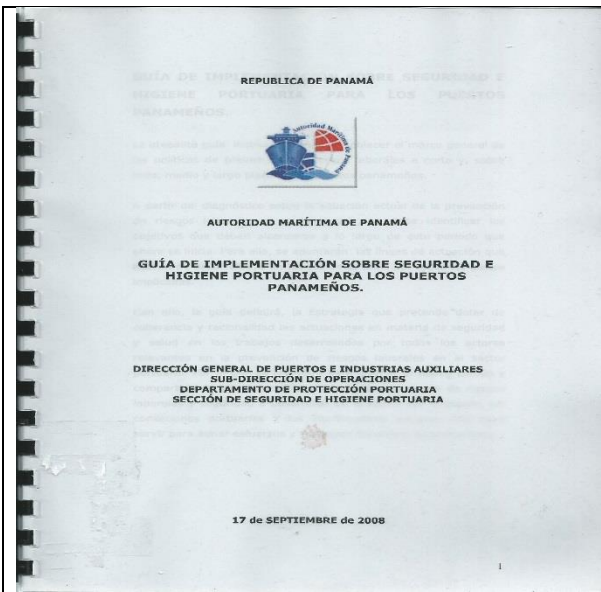 REPUBLICA DE PANAMÁ
Autoridad Marítima de Panamá
AUTORIDAD MARÍTIMA DE PANAMÁ
GUÍA DE IMPLEMENTACIÓN SOBRE SEGURIDAD E
HIGIENE PORTUARIA PARA LOS PUERTOS
PANAMEÑOS.
DIRECCIÓN GENERAL DE PUERTOS E INDUSTRIAS AUXILIARES
SUB-DIRECCIÓN DE OPERACIONES
DEPARTAMENTO DE PROTECCIÓN PORTUARIA
SECCIÓN DE SEGURIDAD E HIGIENE PORTUARIA
17 de SEPTIEMBRE de 2008
1